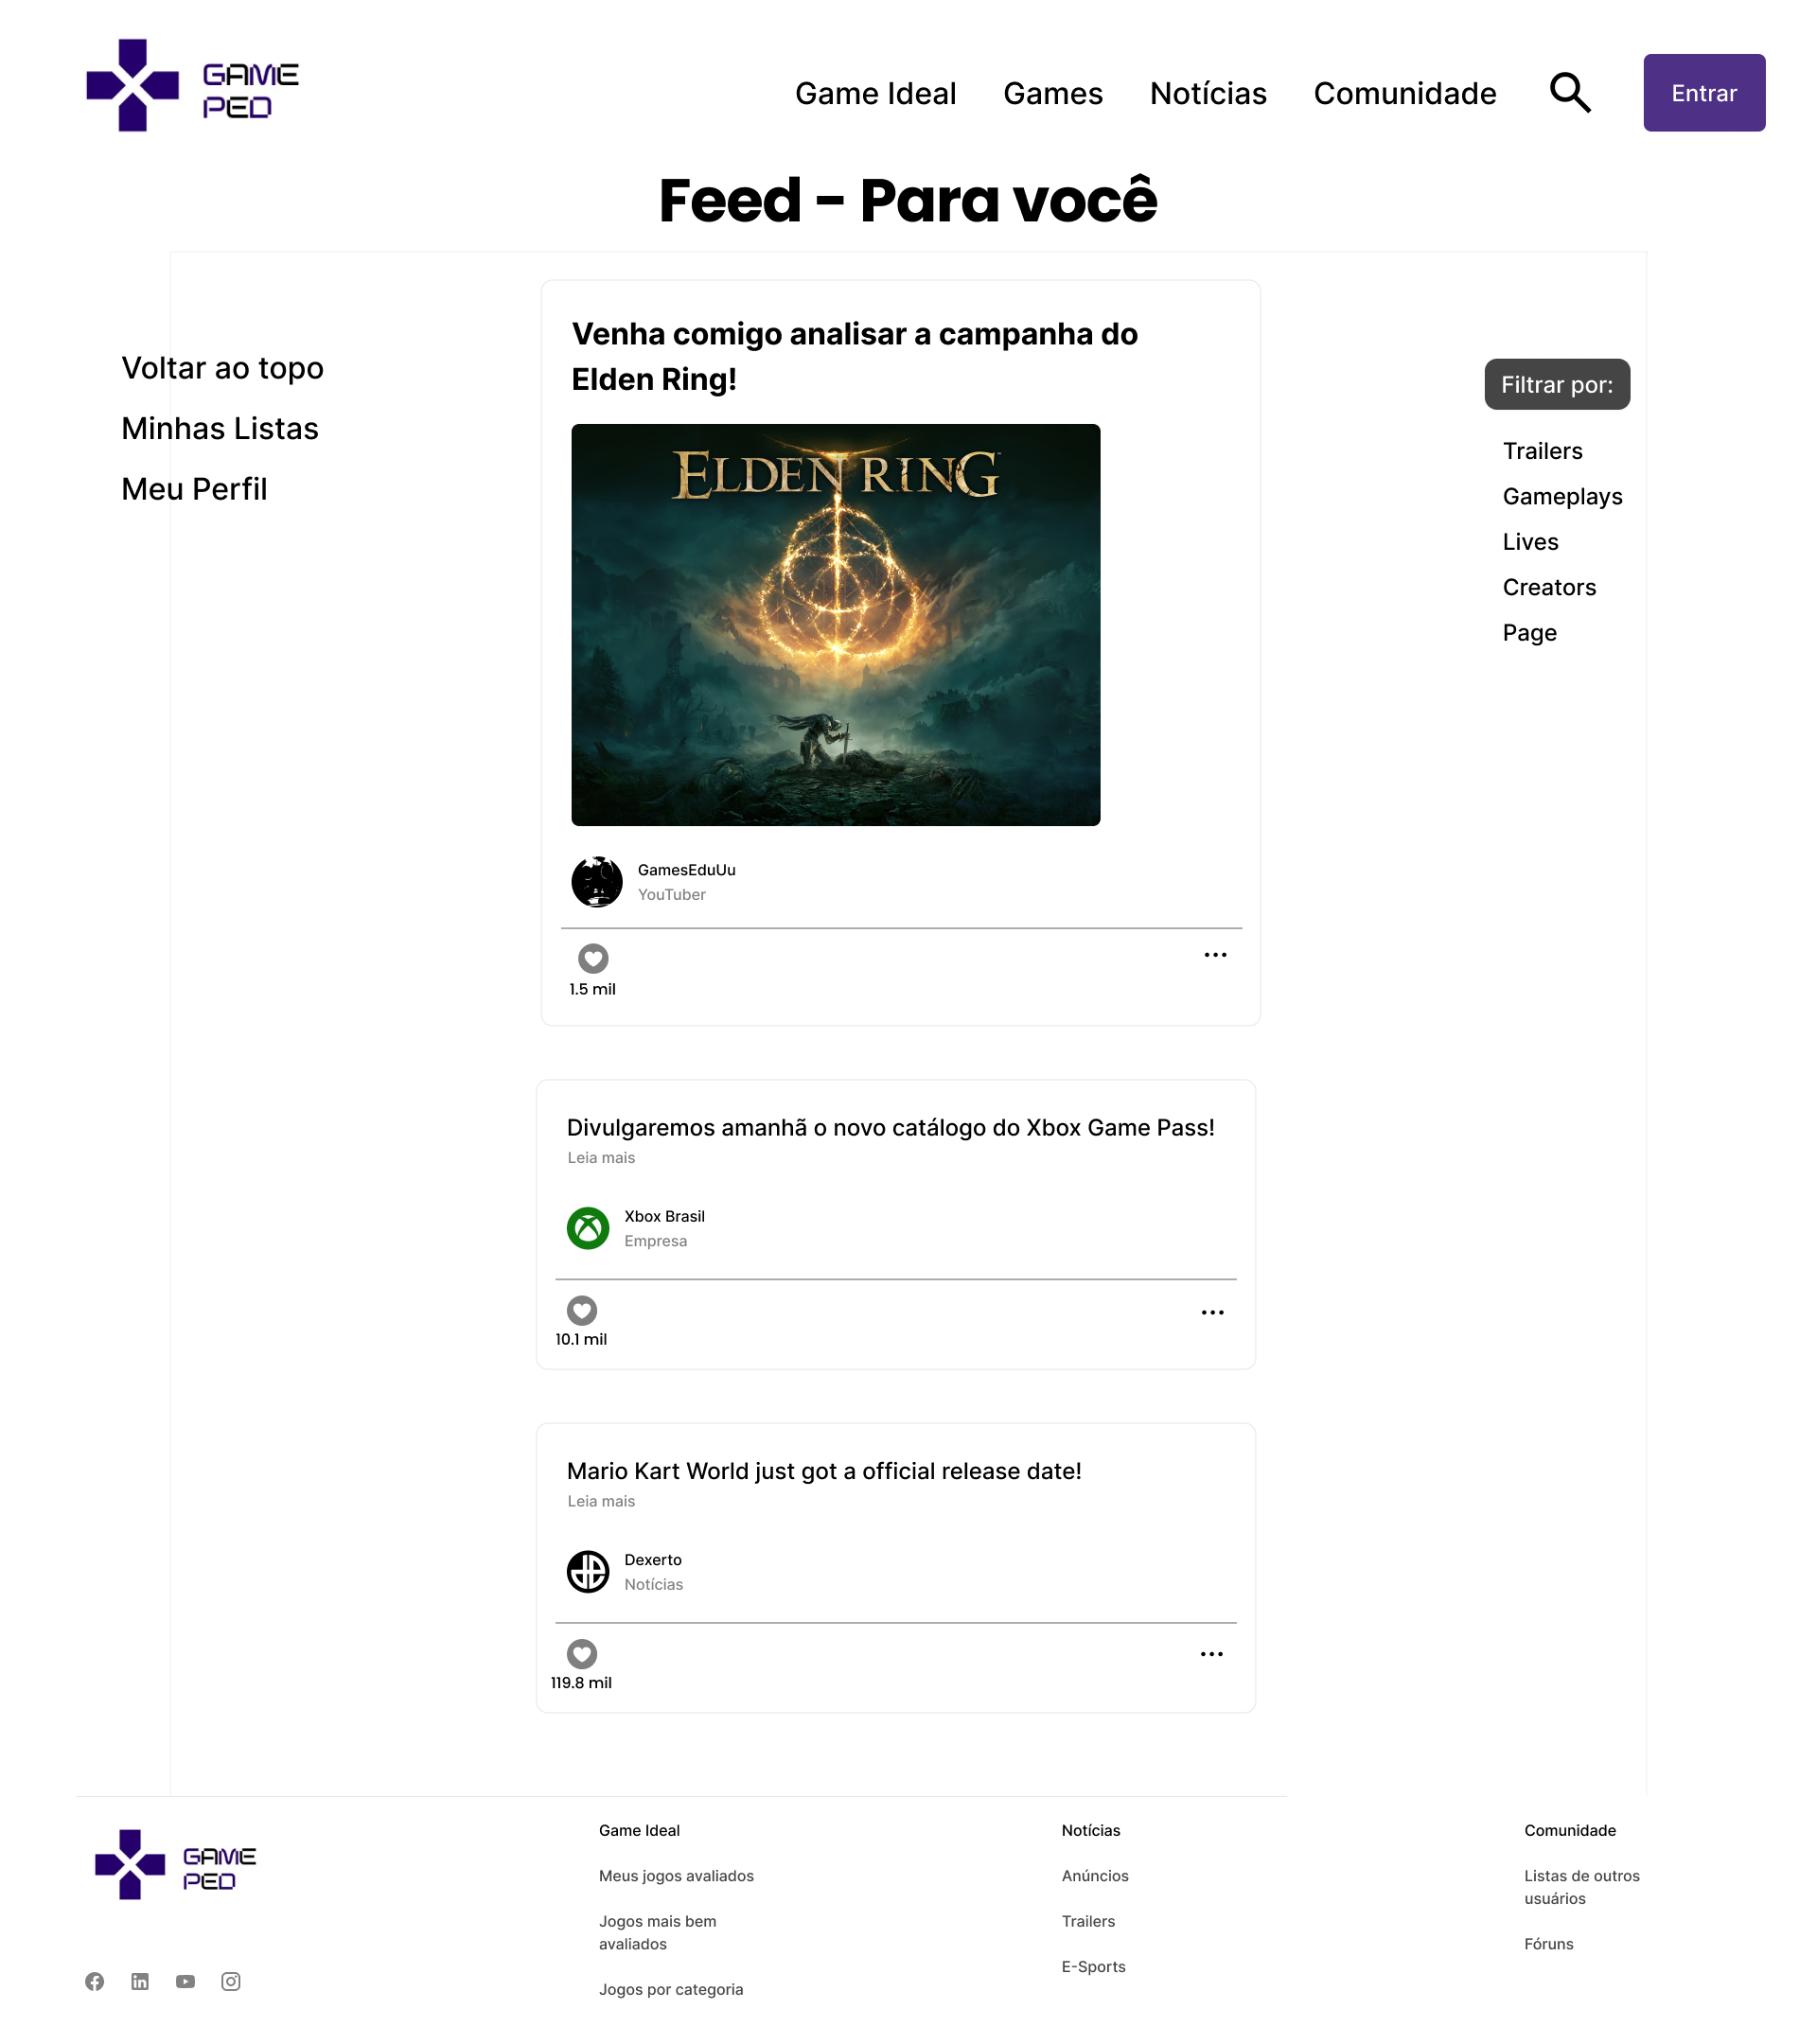 GAME
PED
Game Ideal
Games
Notícias
Comunidade
Entrar
Feed - Para você
Voltar ao topo
Minhas Listas
Meu Perfil
Venha comigo analisar a campanha do
Elden Ring!
ELDEN RING
GamesEduUu
YouTuber
1.5 mil
Filtrar por:
Trailers
Gameplays
Lives
Creators
Page
Divulgaremos amanhã o novo catálogo do Xbox Game Pass!
Leia mais
Xbox Brasil
Empresa
10.1 mil
Mario Kart World just got a official release date!
Leia mais
Dexerto
Notícias
119.8 mil
GAME
PED
Game Ideal
Meus jogos avaliados
Jogos mais bem
avaliados
Jogos por categoria
Notícias
Anúncios
Trailers
E-Sports
Comunidade
Listas de outros
usuários
Fóruns